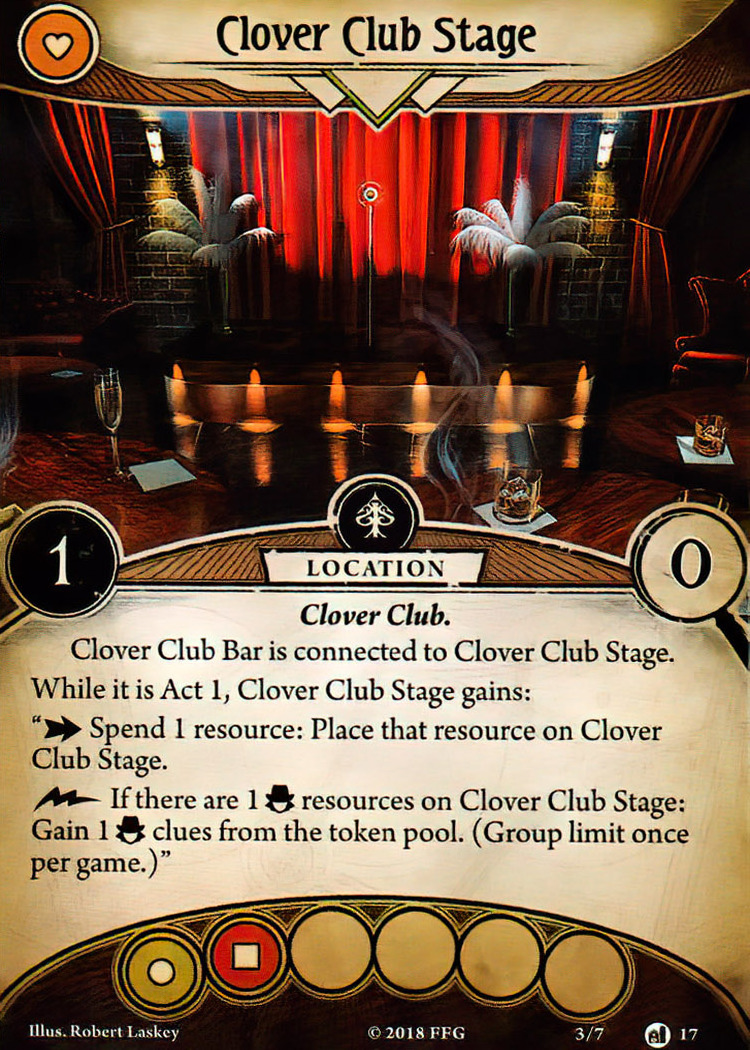 Clover Club Stage
1
LOCATION
0
Clover Club.
Clover Club Bar is connected to Clover Club Stage.
While it is Act 1, Clover Club Stage gains:
“ Spend 1 resource: Place that resource on Clover
Club Stage.
If there are 1 resources on Clover Club Stage:
Gain 1 clues from the token pool. (Group limit once
per game.)”
Illus. Robert Laskey © 2018 FFG 3/7 17